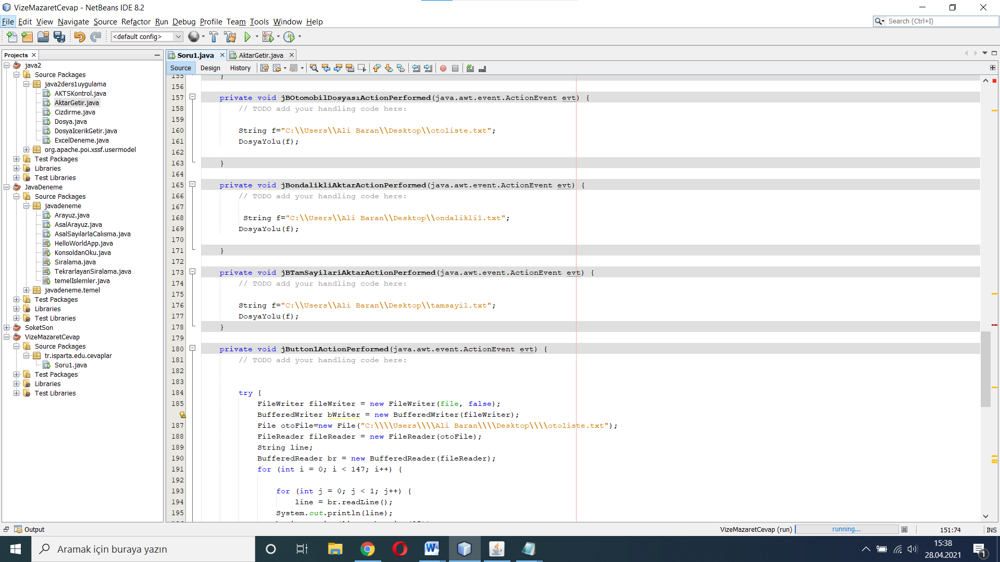 VizeMazaretCevap - NetBeans IDE 8.2
File Edit View Navigate Source Refactor Run Debug Profile Team Tools Window Help
Search (Ctrl+I)
<default config>
Projects
Soru1.java
AktarGetir.java
Source Design History
java2
Source Packages
java2ders1uygulama
AKTSKontrol.java
AktarGetir.java
Cizdirme.java
Dosya.java
DosyaIcerikGetir.java
ExcelDeneme.java
org.apache.poi.xssf.usermodel
Test Packages
Libraries
Test Libraries
JavaDeneme
Source Packages
javadeneme
Arayuz.java
AsalArayuz.java
AsalSayılarlaCalısma.java
HelloWorldApp.java
KonsoldanOku.java
Siralama.java
TekrarlayanSiralama.java
temelIslemler.java
javadeneme.temel
Test Packages
Libraries
Test Libraries
SoketSon
VizeMazaretCevap
Source Packages
tr.isparta.edu.cevaplar
Soru1.java
Test Packages
Libraries
Test Libraries
155 }
156
157 private void jBOtomobilDosyasıActionPerformed(java.awt.event.ActionEvent evt) {
158 // TODO add your handling code here:
159
160 String f="C:\\Users\\Ali Baran\\Desktop\\otoliste.txt";
161 DosyaYolu(f);
162
163 }
164
165 private void jBondalikliAktarActionPerformed(java.awt.event.ActionEvent evt) {
166 // TODO add your handling code here:
167
168 String f="C:\\Users\\Ali Baran\\Desktop\\ondalikli1.txt";
169 DosyaYolu(f);
170
171 }
172
173 private void jBTamSayilariAktarActionPerformed(java.awt.event.ActionEvent evt) {
174 // TODO add your handling code here:
175
176 String f="C:\\Users\\Ali Baran\\Desktop\\tamsayi1.txt";
177 DosyaYolu(f);
178 }
179
180 private void jButton1ActionPerformed(java.awt.event.ActionEvent evt) {
181 // TODO add your handling code here:
182
183
184 try {
185 FileWriter fileWriter = new FileWriter(file, false);
BufferedWriter bWriter = new BufferedWriter(fileWriter);
187 File otoFile=new File("C:\\\\Users\\\\Ali Baran\\\\Desktop\\\\otoliste.txt");
188 FileReader fileReader = new FileReader(otoFile);
189 String line;
190 BufferedReader br = new BufferedReader(fileReader);
191 for (int i = 0; i < 147; i++) {
192
193 for (int j = 0; j < 1; j++) {
194 line = br.readLine();
195 System.out.println(line);
Output
VizeMazaretCevap (run)
running...
151:74
INS
Aramak için buraya yazın
15:38
28.04.2021
1